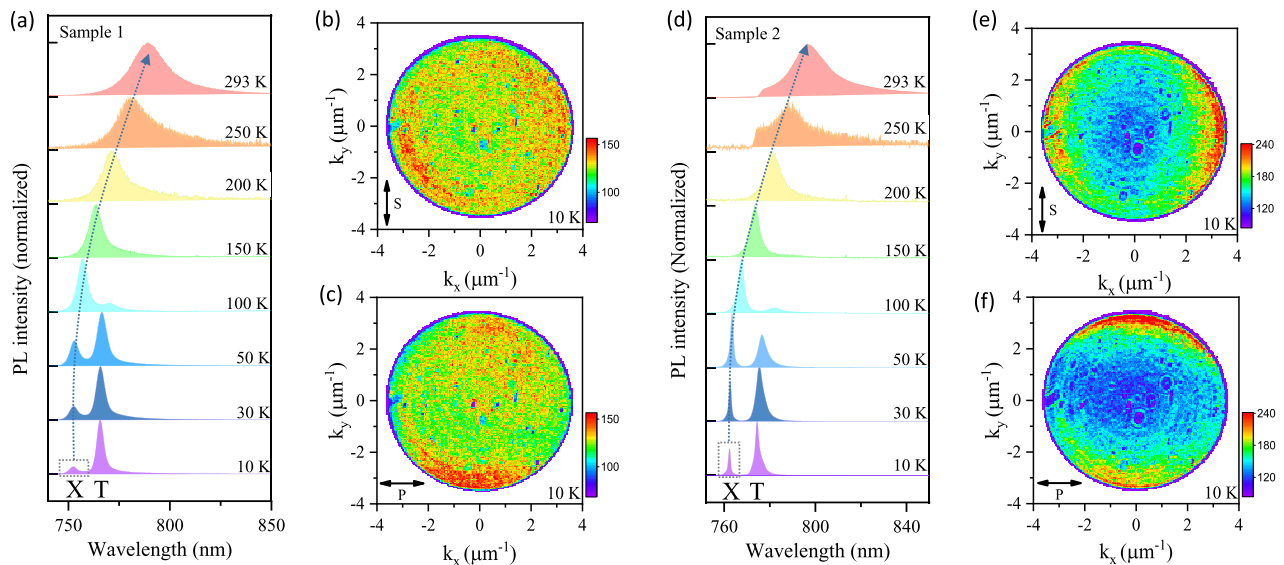 (a)
Sample 1
293 K
250 K
200 K
150 K
100 K
50 K
30 K
10 K
X T
750 800 850
Wavelength (nm)
PL intensity (normalized)
(b)
4
2
0
-2
-4
-4 -2 0 2 4
k_y (μm⁻¹)
k_x (μm⁻¹)
S
10 K
150
100
(c)
4
2
0
-2
-4
-4 -2 0 2 4
k_y (μm⁻¹)
k_x (μm⁻¹)
P
10 K
150
100
(d)
Sample 2
293 K
250 K
200 K
150 K
100 K
50 K
30 K
10 K
X T
760 800 840
Wavelength (nm)
PL intensity (Normalized)
(e)
4
2
0
-2
-4
-4 -2 0 2 4
k_y (μm⁻¹)
k_x (μm⁻¹)
S
10 K
240
180
120
(f)
4
2
0
-2
-4
-4 -2 0 2 4
k_y (μm⁻¹)
k_x (μm⁻¹)
P
10 K
240
180
120